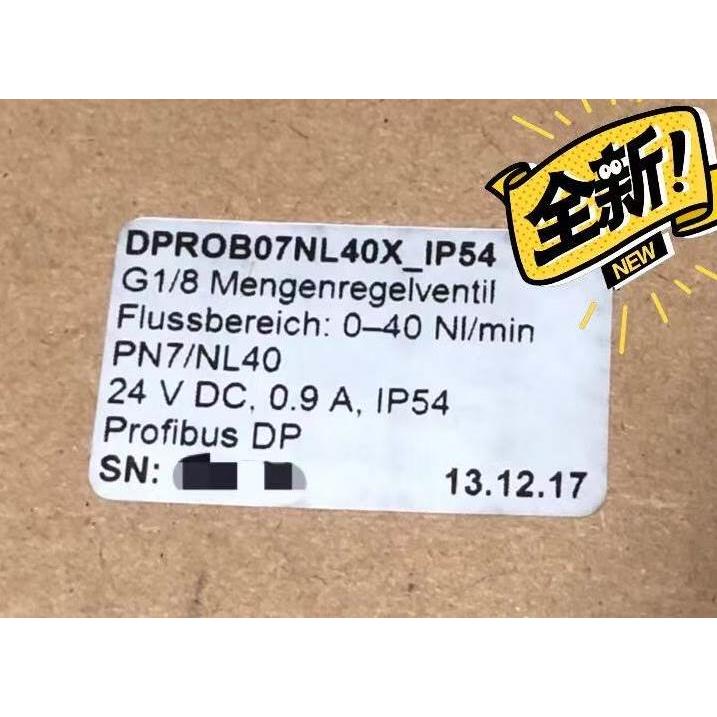 全新!
NEW
DPROB07NL40X_IP54
G1/8 Mengenregelventil
Flussbereich: 0–40 Nl/min
PN7/NL40
24 V DC, 0.9 A, IP54
Profibus DP
SN:
13.12.17